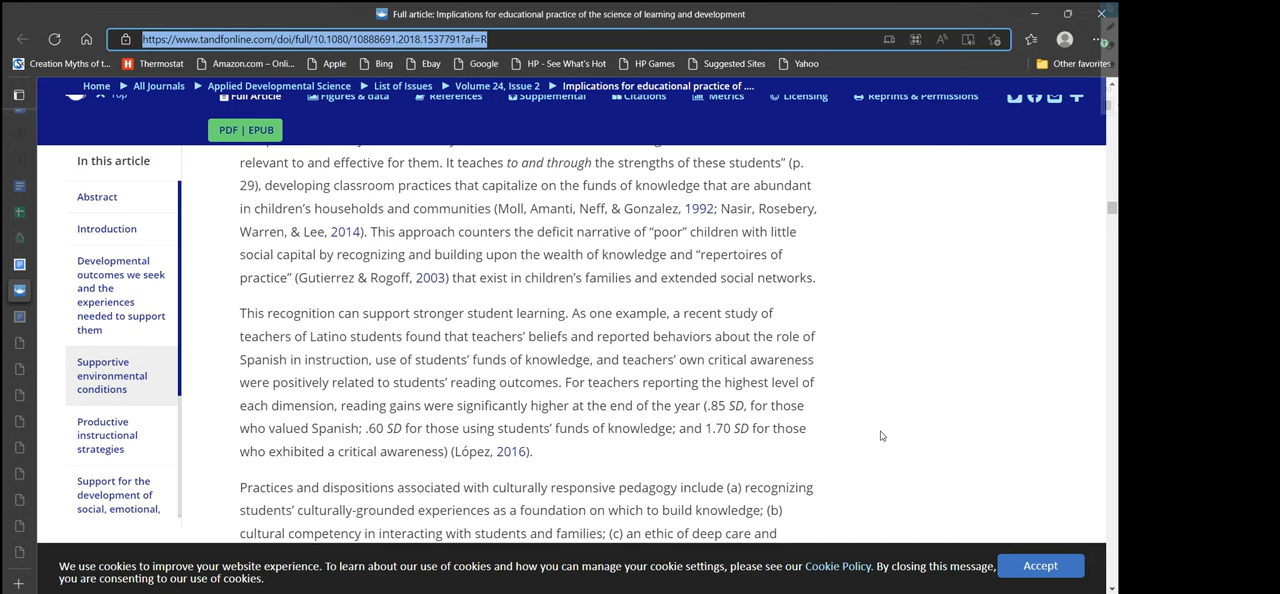 Full article: Implications for educational practice of the science of learning and development
https://www.tandfonline.com/doi/full/10.1080/10888691.2018.1537791?af=R
Creation Myths of t... Thermostat Amazon.com – Onli... Apple Bing Ebay Google HP - See What's Hot HP Games Suggested Sites Yahoo Other favorites
Home All Journals Applied Developmental Science List of Issues Volume 24, Issue 2 Implications for educational practice of ....
Top Full Article Figures & data References Supplemental Citations Metrics Licensing Reprints & Permissions
PDF | EPUB
In this article
Abstract
Introduction
Developmental
outcomes we seek
and the
experiences
needed to support
them
Supportive
environmental
conditions
Productive
instructional
strategies
Support for the
development of
social, emotional,
relevant to and effective for them. It teaches to and through the strengths of these students” (p.
29), developing classroom practices that capitalize on the funds of knowledge that are abundant
in children’s households and communities (Moll, Amanti, Neff, & Gonzalez, 1992; Nasir, Rosebery,
Warren, & Lee, 2014). This approach counters the deficit narrative of “poor” children with little
social capital by recognizing and building upon the wealth of knowledge and “repertoires of
practice” (Gutierrez & Rogoff, 2003) that exist in children’s families and extended social networks.
This recognition can support stronger student learning. As one example, a recent study of
teachers of Latino students found that teachers’ beliefs and reported behaviors about the role of
Spanish in instruction, use of students’ funds of knowledge, and teachers’ own critical awareness
were positively related to students’ reading outcomes. For teachers reporting the highest level of
each dimension, reading gains were significantly higher at the end of the year (.85 SD, for those
who valued Spanish; .60 SD for those using students’ funds of knowledge; and 1.70 SD for those
who exhibited a critical awareness) (López, 2016).
Practices and dispositions associated with culturally responsive pedagogy include (a) recognizing
students’ culturally-grounded experiences as a foundation on which to build knowledge; (b)
cultural competency in interacting with students and families; (c) an ethic of deep care and
We use cookies to improve your website experience. To learn about our use of cookies and how you can manage your cookie settings, please see our Cookie Policy. By closing this message,
you are consenting to our use of cookies.
Accept